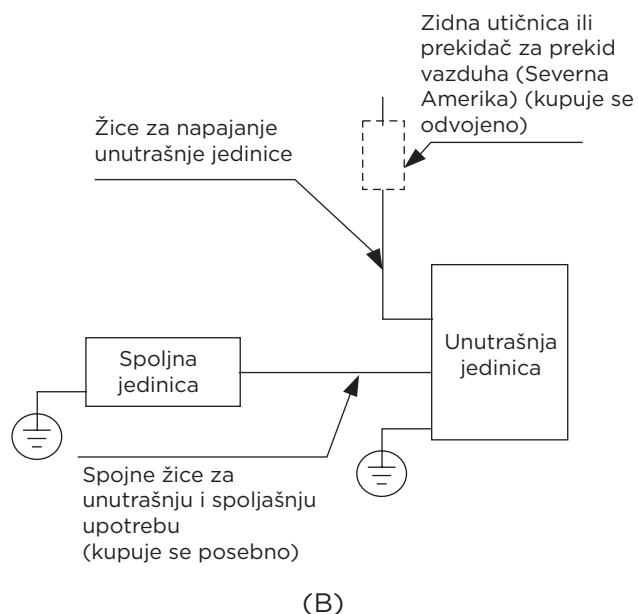 Zidna utičnica ili
prekidač za prekid
vazduha (Severna
Amerika) (kupuje se
odvojeno)
Žice za napajanje
unutrašnje jedinice
Unutrašnja
jedinica
Spoljna
jedinica
Spojne žice za
unutrašnju i spoljašnju
upotrebu
(kupuje se posebno)
(B)